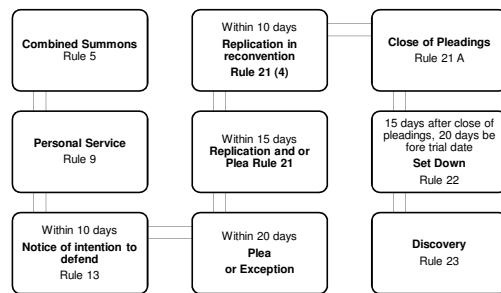 Combined Summons
Rule 5
Personal Service
Rule 9
Within 10 days
Notice of intention to
defend
Rule 13
Within 20 days
Plea
or Exception
Within 15 days
Replication and or
Plea Rule 21
Within 10 days
Replication in
reconvention
Rule 21 (4)
Close of Pleadings
Rule 21 A
15 days after close of
pleadings, 20 days be
fore trial date
Set Down
Rule 22
Discovery
Rule 23